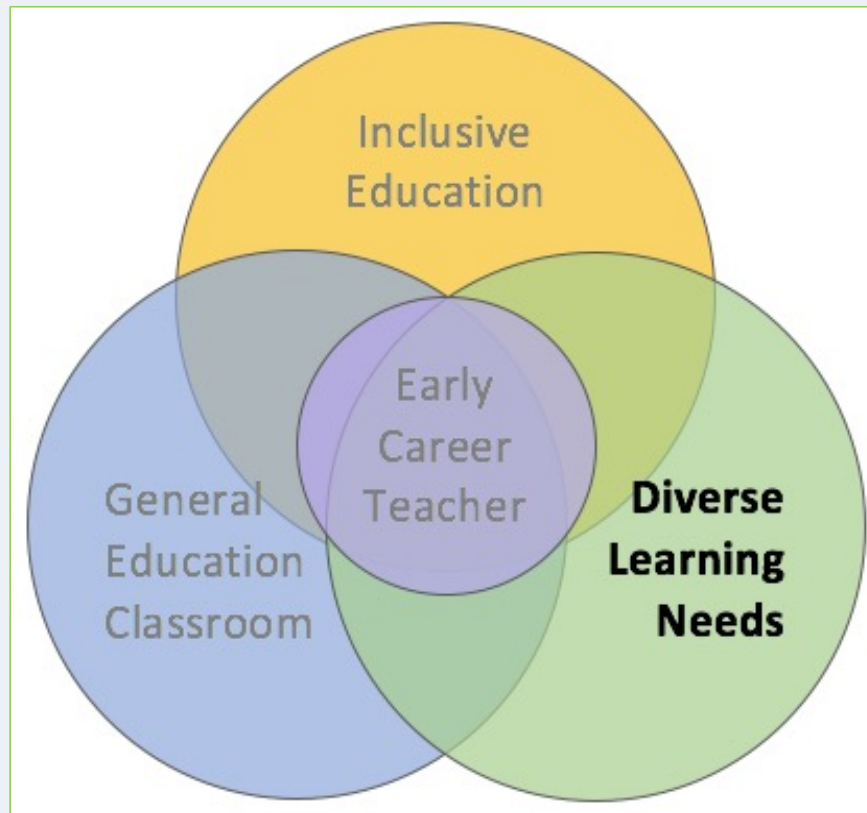 Inclusive
Education
Early
Career
Teacher
General
Education
Classroom
Diverse
Learning
Needs